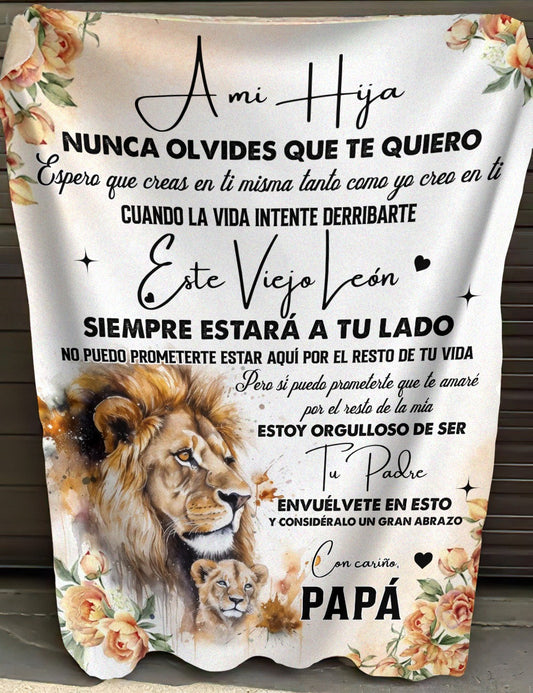 A mi Hija
NUNCA OLVIDES QUE TE QUIERO
Espero que creas en ti misma tanto como yo creo en ti
CUANDO LA VIDA INTENTE DERRIBARTE
Este Viejo León
SIEMPRE ESTARÁ A TU LADO
NO PUEDO PROMETERTE ESTAR AQUÍ POR EL RESTO DE TU VIDA
Pero sí puedo prometerte que te amaré
por el resto de la mía
ESTOY ORGULLOSO DE SER
Tu Padre
ENVUÉLVETE EN ESTO
Y CONSIDÉRALO UN GRAN ABRAZO
Con cariño,
PAPÁ